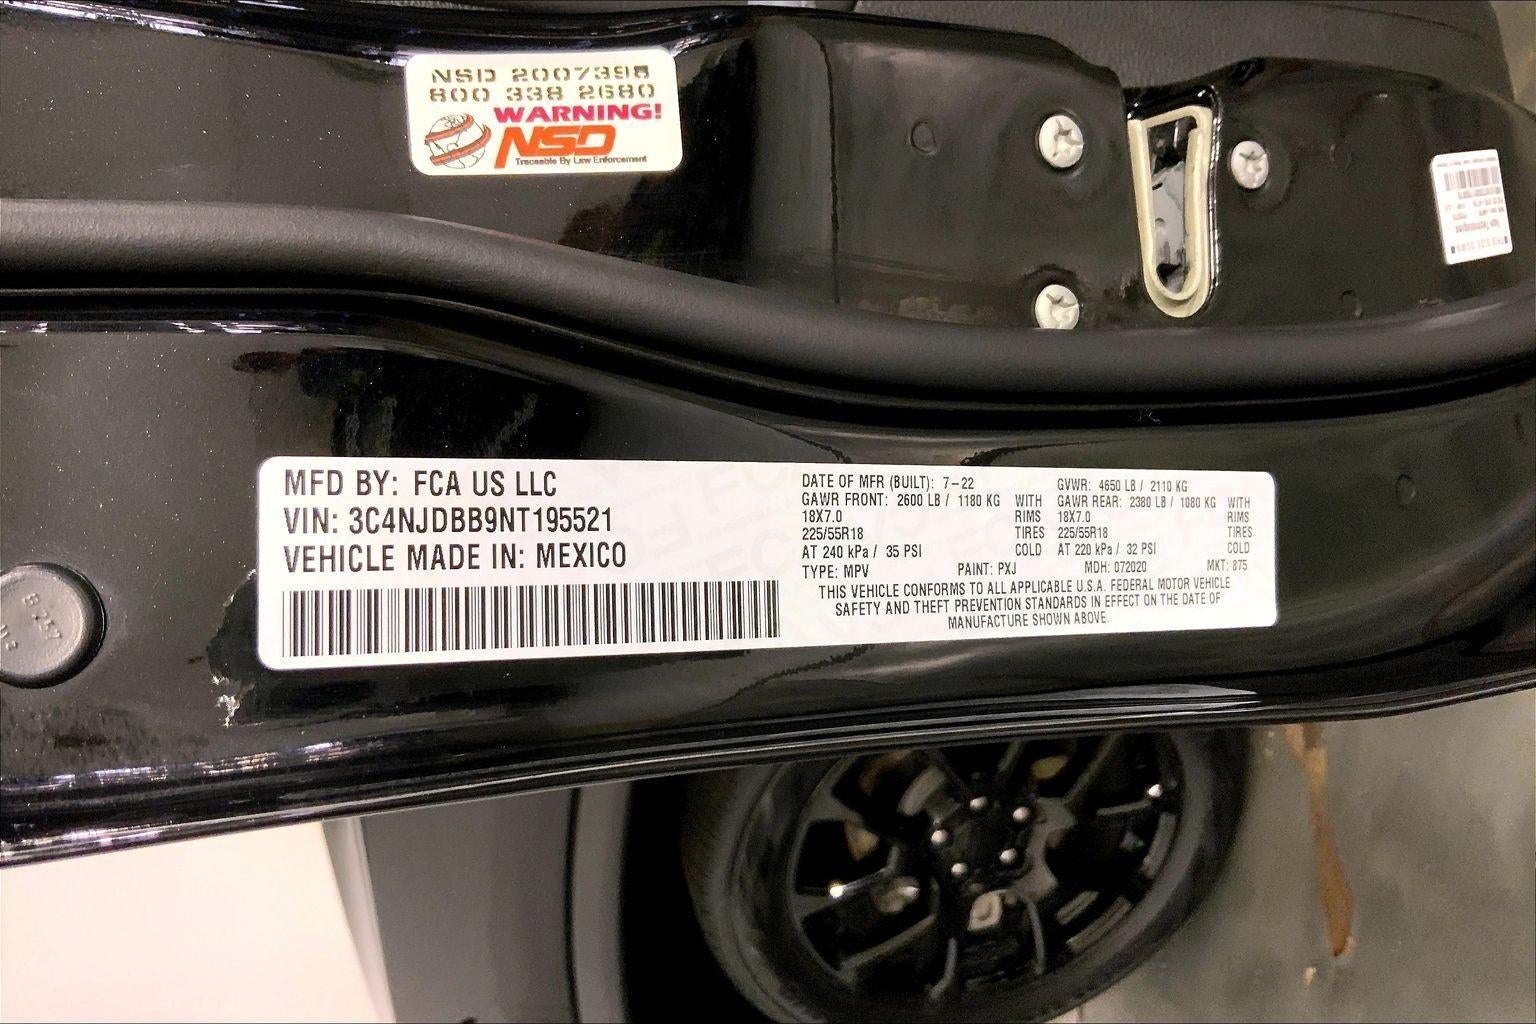 NSD 2007398
800 338 2680
WARNING!
NSD
Traceable By Law Enforcement
MFD BY: FCA US LLC
VIN: 3C4NJDBB9NT195521
VEHICLE MADE IN: MEXICO
DATE OF MFR (BUILT): 7-22 GVWR: 4650 LB / 2110 KG
GAWR FRONT: 2600 LB / 1180 KG WITH GAWR REAR: 2380 LB / 1080 KG WITH
18X7.0 RIMS 18X7.0 RIMS
225/55R18 TIRES 225/55R18 TIRES
AT 240 kPa / 35 PSI COLD AT 220 kPa / 32 PSI COLD
TYPE: MPV PAINT: PXJ MDH: 072020 MKT: 875
THIS VEHICLE CONFORMS TO ALL APPLICABLE U.S.A. FEDERAL MOTOR VEHICLE
SAFETY AND THEFT PREVENTION STANDARDS IN EFFECT ON THE DATE OF
MANUFACTURE SHOWN ABOVE.